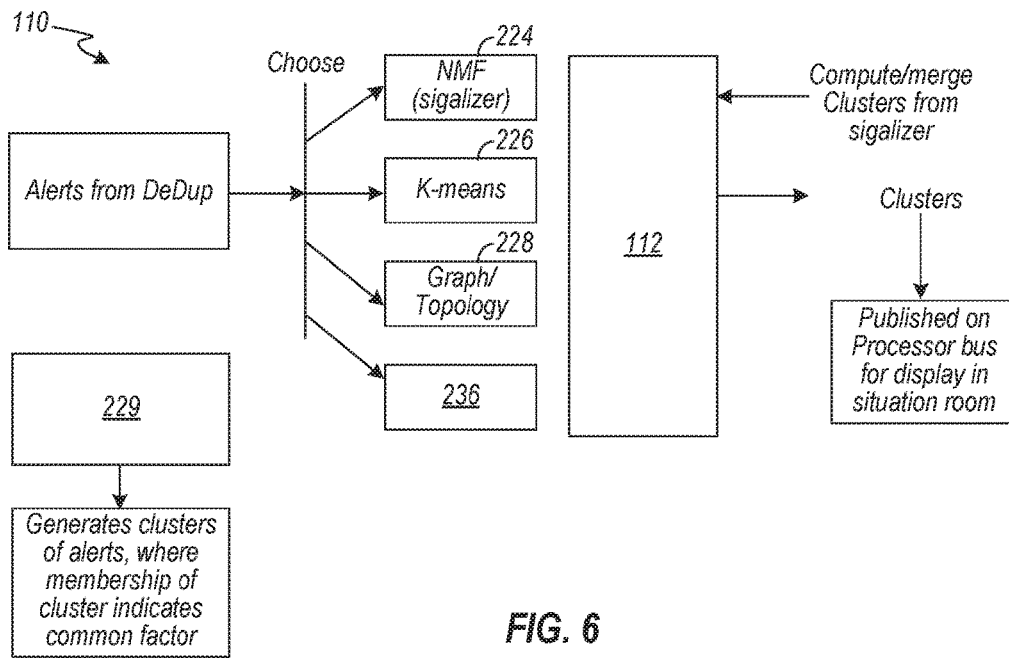 110
Choose
Alerts from DeDup
224
NMF
(sigalizer)
226
K-means
228
Graph/
Topology
236
112
Compute/merge
Clusters from
sigalizer
Clusters
Published on
Processor bus
for display in
situation room
229
Generates clusters
of alerts, where
membership of
cluster indicates
common factor
FIG. 6